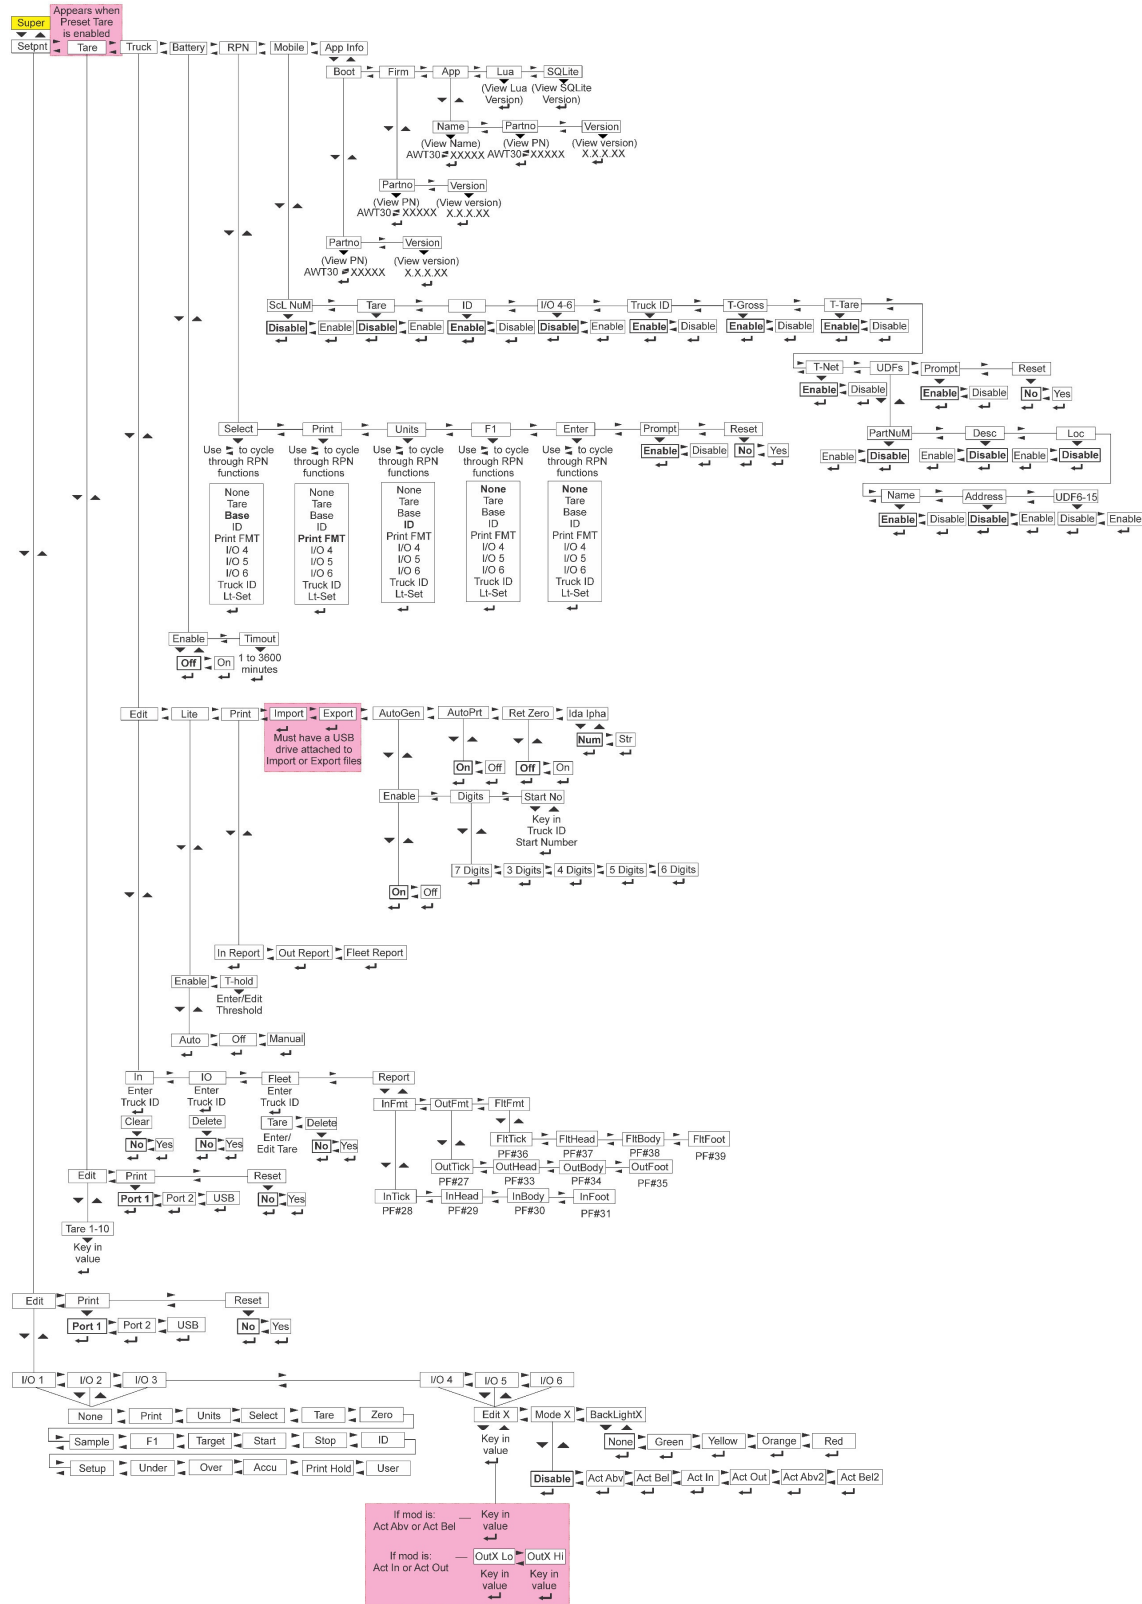 Super
Appears when
Preset Tare
is enabled
Setpnt Tare Truck Battery RPN Mobile App Info
Boot Firm App Lua SQLite
(View Lua Version) (View SQLite Version)
Name Partno Version
(View Name) (View PN) (View version)
AWT30 XXXXX AWT30 XXXXX X.X.X.XX
Partno Version
(View PN) (View version)
AWT30 XXXXX X.X.X.XX
Partno Version
(View PN) (View version)
AWT30 XXXXX X.X.X.XX
ScL NuM Tare ID I/O 4-6 Truck ID T-Gross T-Tare
Disable Enable Disable Enable Enable Disable Disable Enable Enable Disable Enable Disable Enable Disable
T-Net UDFs Prompt Reset
Enable Disable Enable Disable No Yes
PartNuM Desc Loc
Enable Disable Enable Disable Enable Disable
Name Address UDF6-15
Enable Disable Disable Enable Disable Enable
Select Print Units F1 Enter Prompt Reset
Enable Disable No Yes
Use to cycle
through RPN
functions
None
Tare
Base
ID
Print FMT
I/O 4
I/O 5
I/O 6
Truck ID
Lt-Set
Use to cycle
through RPN
functions
None
Tare
Base
ID
Print FMT
I/O 4
I/O 5
I/O 6
Truck ID
Lt-Set
Use to cycle
through RPN
functions
None
Tare
Base
ID
Print FMT
I/O 4
I/O 5
I/O 6
Truck ID
Lt-Set
Use to cycle
through RPN
functions
None
Tare
Base
ID
Print FMT
I/O 4
I/O 5
I/O 6
Truck ID
Lt-Set
Use to cycle
through RPN
functions
None
Tare
Base
ID
Print FMT
I/O 4
I/O 5
I/O 6
Truck ID
Lt-Set
Enable Timout
Off On
1 to 3600
minutes
Edit Lite Print Import Export AutoGen AutoPrt Ret Zero Ida lpha
Must have a USB
drive attached to
Import or Export files
Num Str
On Off Off On
Enable Digits Start No
Key in
Truck ID
Start Number
7 Digits 3 Digits 4 Digits 5 Digits 6 Digits
On Off
In Report Out Report Fleet Report
Enable T-hold
Enter/Edit
Threshold
Auto Off Manual
In IO Fleet Report
Enter
Truck ID
Enter
Truck ID
Enter
Truck ID
Clear Delete Tare Delete
No Yes No Yes No Yes
Enter/
Edit Tare
InFmt OutFmt FltFmt
FltTick FltHead FltBody FltFoot
PF#36 PF#37 PF#38 PF#39
OutTick OutHead OutBody OutFoot
PF#27 PF#33 PF#34 PF#35
InTick InHead InBody InFoot
PF#28 PF#29 PF#30 PF#31
Edit Print Reset
Port 1 Port 2 USB No Yes
Tare 1-10
Key in
value
Edit Print Reset
Port 1 Port 2 USB No Yes
I/O 1 I/O 2 I/O 3 I/O 4 I/O 5 I/O 6
None Print Units Select Tare Zero
Sample F1 Target Start Stop ID
Setup Under Over Accu Print Hold User
Edit X Mode X BackLightX
Key in
value
None Green Yellow Orange Red
Disable Act Abv Act Bel Act In Act Out Act Abv2 Act Bel2
If mod is:
Act Abv or Act Bel
Key in
value
If mod is:
Act In or Act Out
OutX Lo OutX Hi
Key in
value
Key in
value